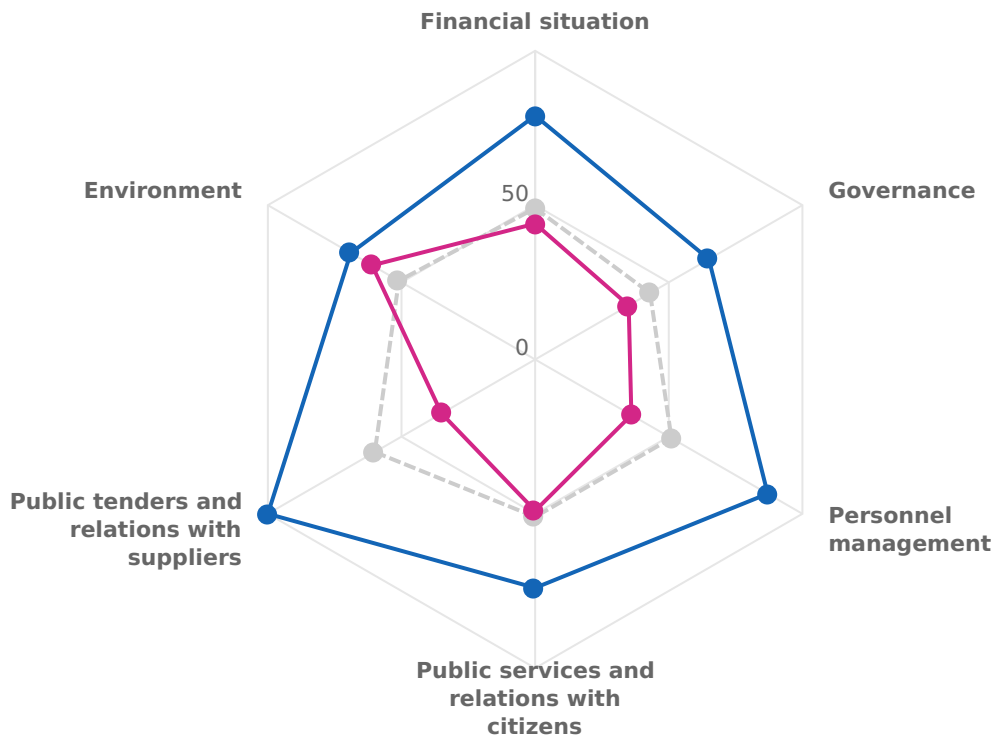 Financial situation
Environment
50
Governance
0
Public tenders and
relations with
suppliers
Personnel
management
Public services and
relations with
citizens